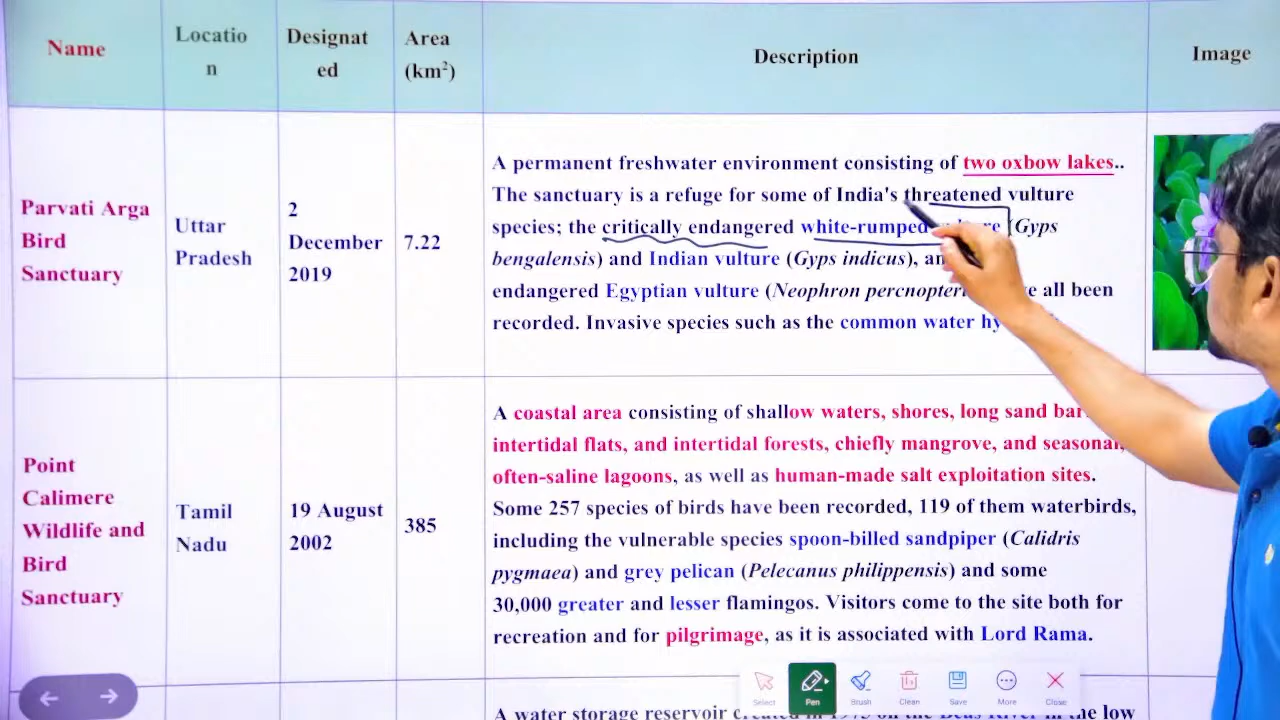 Name
Locatio
n
Designat
ed
Area
(km²)
Description
Image
Parvati Arga
Bird
Sanctuary
Uttar
Pradesh
2
December
2019
7.22
A permanent freshwater environment consisting of two oxbow lakes..
The sanctuary is a refuge for some of India's threatened vulture
species; the critically endangered white-rumped (Gyps
bengalensis) and Indian vulture (Gyps indicus),
endangered Egyptian vulture (Neophron all been
recorded. Invasive species such as the common water
Point
Calimere
Wildlife and
Bird
Sanctuary
Tamil
Nadu
19 August
2002
385
A coastal area consisting of shallow waters, shores, long sand
intertidal flats, and intertidal forests, chiefly mangrove, and seasonal,
often-saline lagoons, as well as human-made salt exploitation sites.
Some 257 species of birds have been recorded, 119 of them waterbirds,
including the vulnerable species spoon-billed sandpiper (Calidris
pygmaea) and grey pelican (Pelecanus philippensis) and some
30,000 greater and lesser flamingos. Visitors come to the site both for
recreation and for pilgrimage, as it is associated with Lord Rama.
A water storage reservoir the low
Select
Pen
Brush
Clean
Save
More
Close